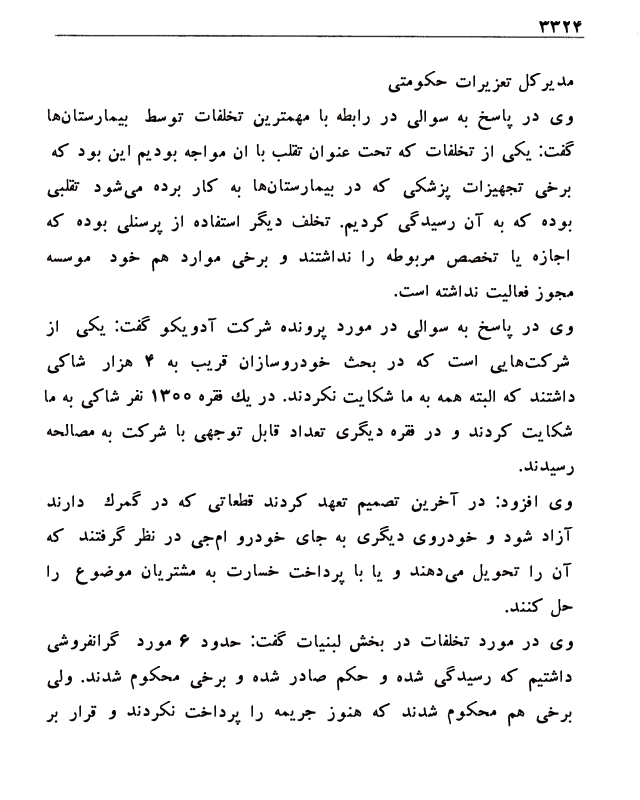 ۳۳۲۴
مدیرکل تعزیرات حکومتی
وی در پاسخ به سوالی در رابطه با مهمترین تخلفات توسط بیمارستان‌ها
گفت: یکی از تخلفات که تحت عنوان تقلب با ان مواجه بودیم این بود که
برخی تجهیزات پزشکی که در بیمارستان‌ها به کار برده می‌شود تقلبی
بوده که به آن رسیدگی کردیم. تخلف دیگر استفاده از پرسنلی بوده که
اجازه یا تخصص مربوطه را نداشتند و برخی موارد هم خود موسسه
مجوز فعالیت نداشته است.
وی در پاسخ به سوالی در مورد پرونده شرکت آدویکو گفت: یکی از
شرکت‌هایی است که در بحث خودروسازان قریب به ۴ هزار شاکی
داشتند که البته همه به ما شکایت نکردند. در یك فقره ۱۳۰۰ نفر شاکی به ما
شکایت کردند و در فقره دیگری تعداد قابل توجهی با شرکت به مصالحه
رسیدند.
وی افزود: در آخرین تصمیم تعهد کردند قطعاتی که در گمرك دارند
آزاد شود و خودروی دیگری به جای خودرو ام‌جی در نظر گرفتند که
آن را تحویل می‌دهند و یا با پرداخت خسارت به مشتریان موضوع را
حل کنند.
وی در مورد تخلفات در بخش لبنیات گفت: حدود ۶ مورد گرانفروشی
داشتیم که رسیدگی شده و حکم صادر شده و برخی محکوم شدند. ولی
برخی هم محکوم شدند که هنوز جریمه را پرداخت نکردند و قرار بر